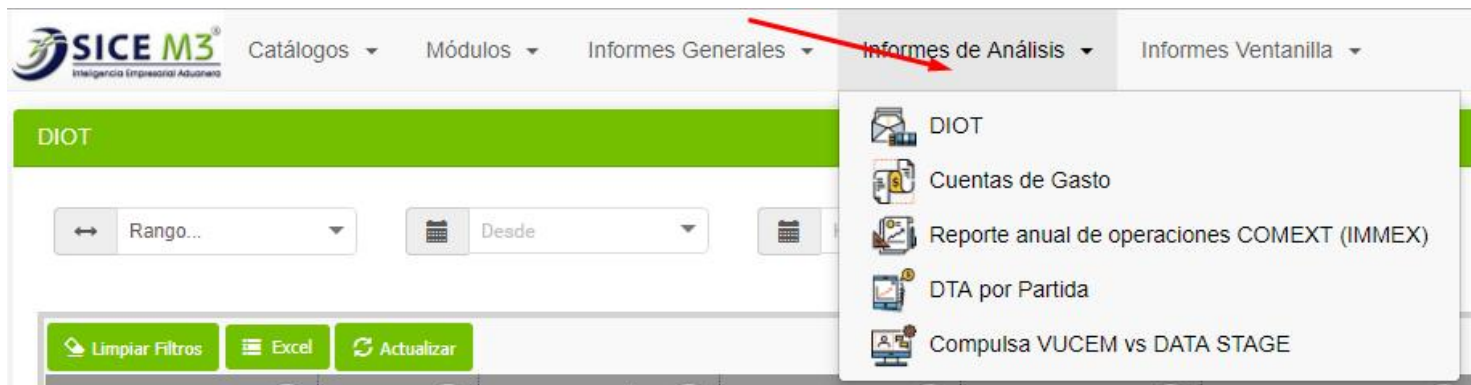 SICE M3®
Inteligencia Empresarial Aduanera
Catálogos
Módulos
Informes Generales
Informes de Análisis
Informes Ventanilla
DIOT
DIOT
Cuentas de Gasto
Reporte anual de operaciones COMEXT (IMMEX)
DTA por Partida
Compulsa VUCEM vs DATA STAGE
Rango...
Desde
Limpiar Filtros
Excel
Actualizar